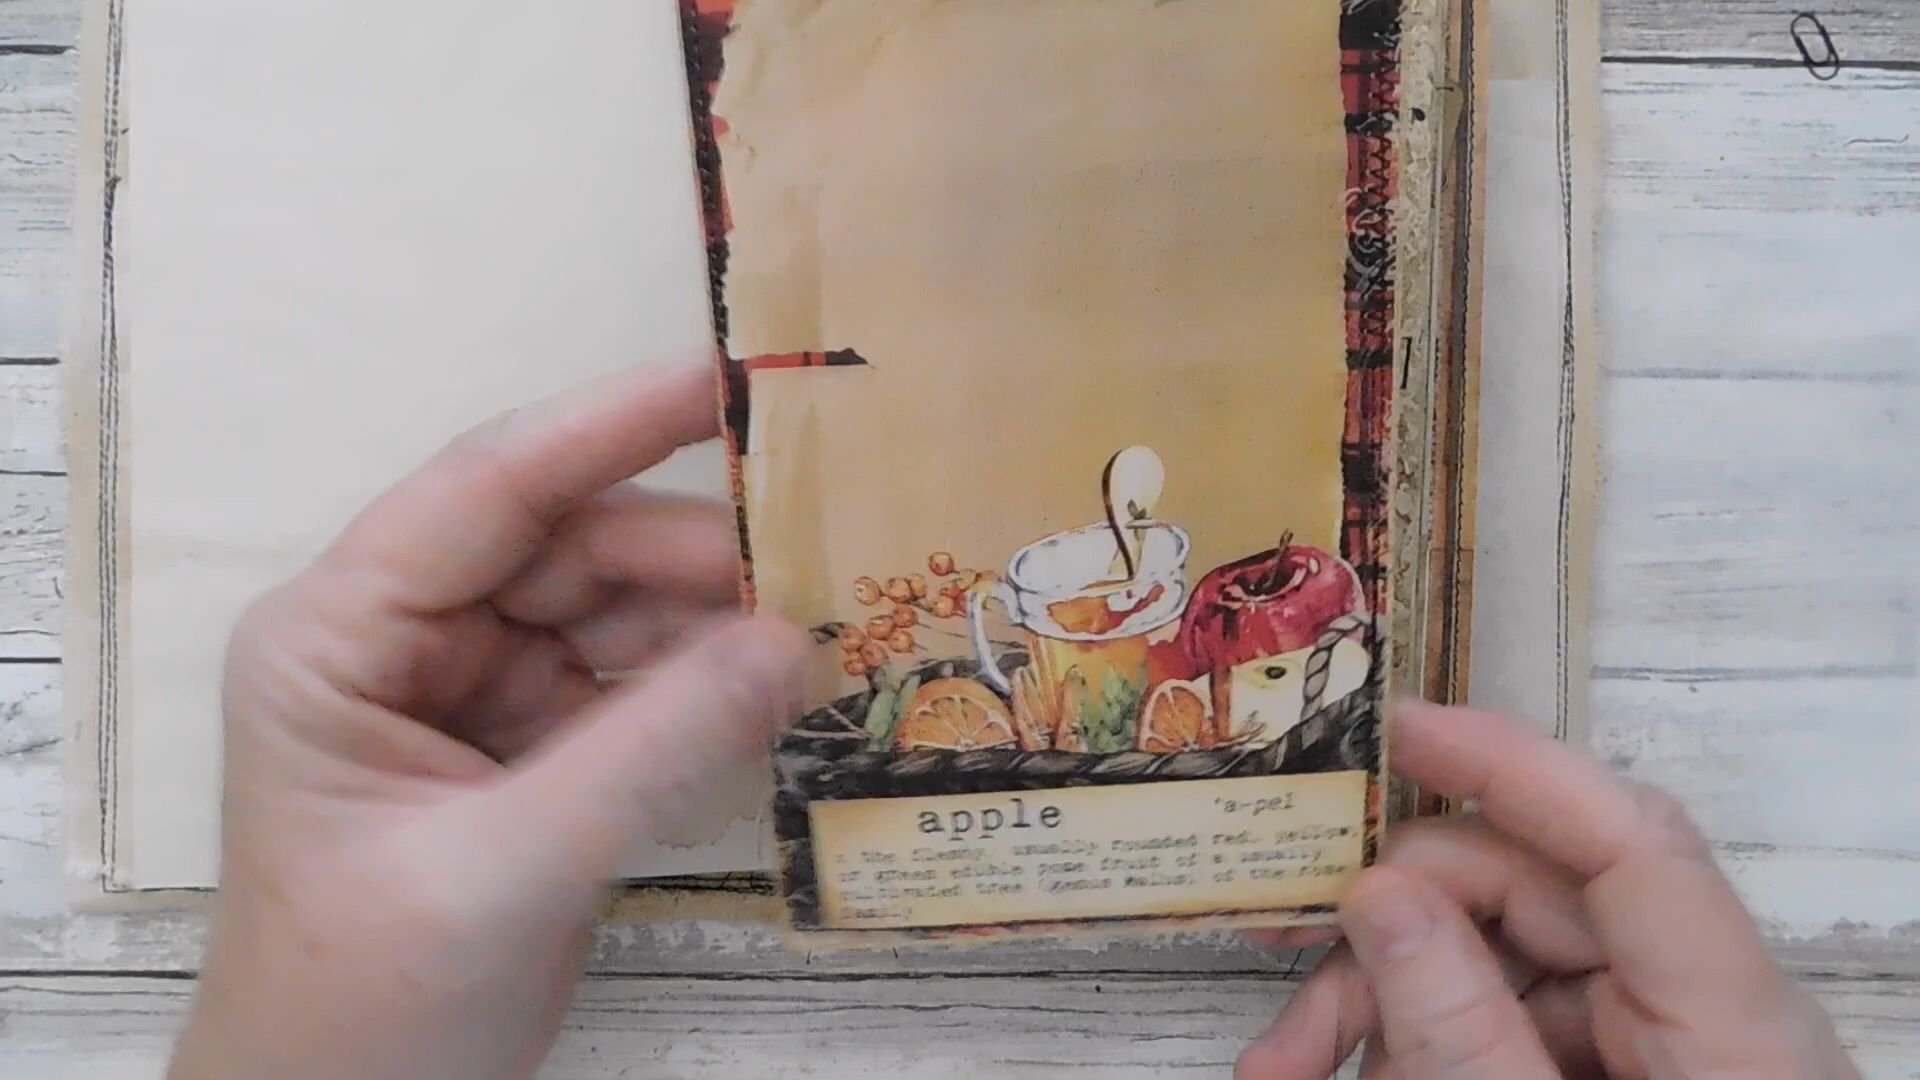 apple 'a-pel
: the fleshy, usually rounded red, yellow,
or green edible pome fruit of a usually
cultivated tree (genus Malus) of the rose
family